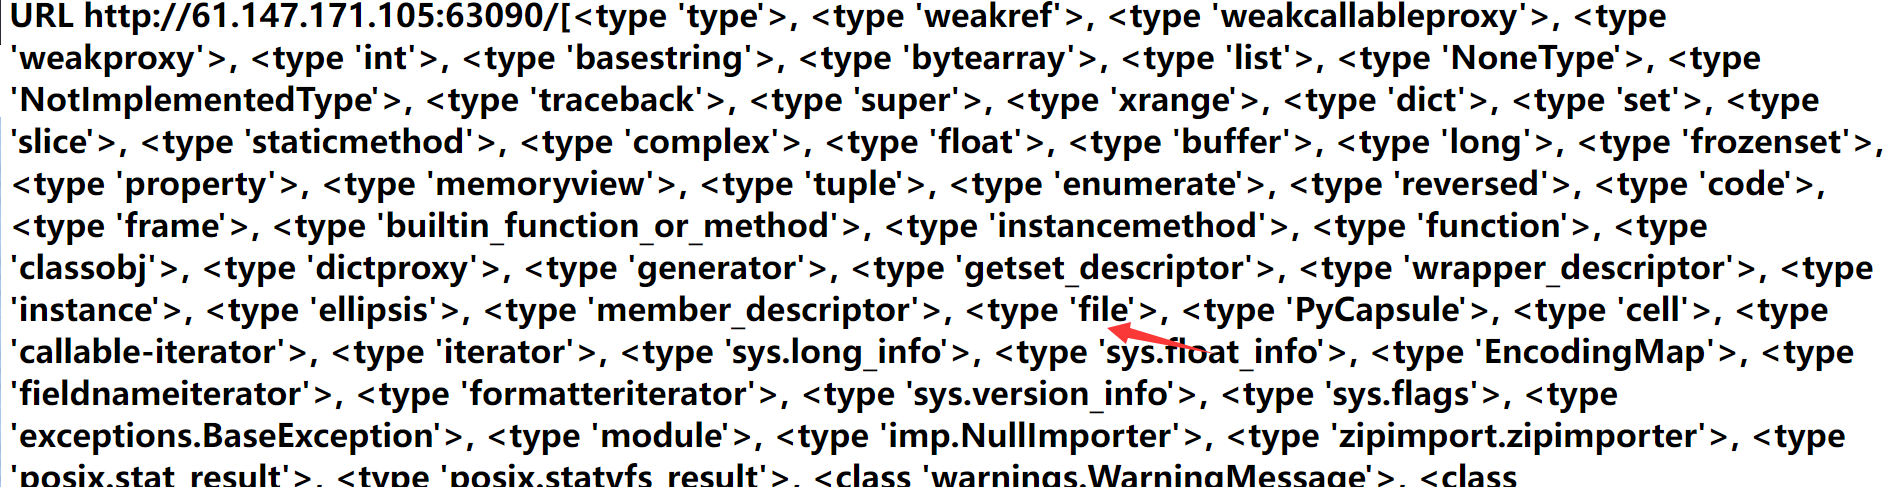 URL http://61.147.171.105:63090/[<type 'type'>, <type 'weakref'>, <type 'weakcallableproxy'>, <type
'weakproxy'>, <type 'int'>, <type 'basestring'>, <type 'bytearray'>, <type 'list'>, <type 'NoneType'>, <type
'NotImplementedType'>, <type 'traceback'>, <type 'super'>, <type 'xrange'>, <type 'dict'>, <type 'set'>, <type
'slice'>, <type 'staticmethod'>, <type 'complex'>, <type 'float'>, <type 'buffer'>, <type 'long'>, <type 'frozenset'>,
<type 'property'>, <type 'memoryview'>, <type 'tuple'>, <type 'enumerate'>, <type 'reversed'>, <type 'code'>,
<type 'frame'>, <type 'builtin_function_or_method'>, <type 'instancemethod'>, <type 'function'>, <type
'classobj'>, <type 'dictproxy'>, <type 'generator'>, <type 'getset_descriptor'>, <type 'wrapper_descriptor'>, <type
'instance'>, <type 'ellipsis'>, <type 'member_descriptor'>, <type 'file'>, <type 'PyCapsule'>, <type 'cell'>, <type
'callable-iterator'>, <type 'iterator'>, <type 'sys.long_info'>, <type 'sys.float_info'>, <type 'EncodingMap'>, <type
'fieldnameiterator'>, <type 'formatteriterator'>, <type 'sys.version_info'>, <type 'sys.flags'>, <type
'exceptions.BaseException'>, <type 'module'>, <type 'imp.NullImporter'>, <type 'zipimport.zipimporter'>, <type
'posix.stat_result'>, <type 'posix.statvfs_result'>, <class 'warnings.WarningMessage'>, <class